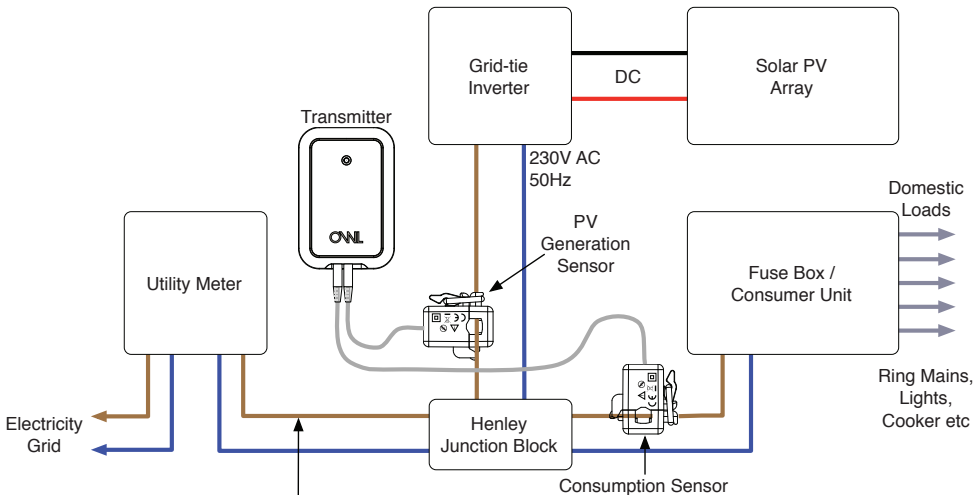 Grid-tie
Inverter
DC
Solar PV
Array
Transmitter
OWL
230V AC
50Hz
PV
Generation
Sensor
Domestic
Loads
Utility Meter
Fuse Box /
Consumer Unit
Ring Mains,
Lights,
Cooker etc
Electricity
Grid
Henley
Junction Block
Consumption Sensor